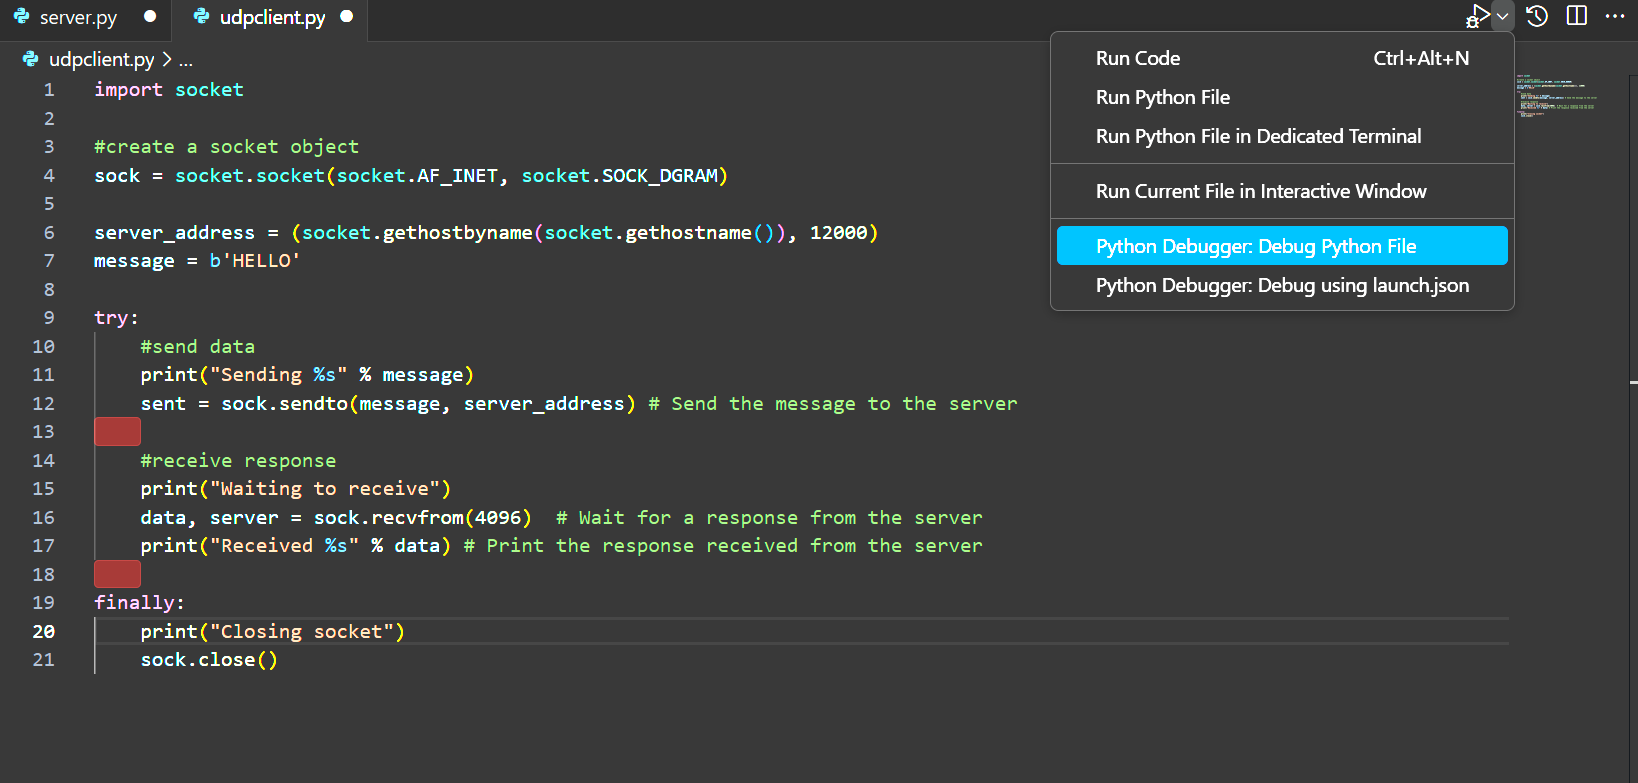 server.py
udpclient.py
udpclient.py > ...
Run Code Ctrl+Alt+N
Run Python File
Run Python File in Dedicated Terminal
Run Current File in Interactive Window
Python Debugger: Debug Python File
Python Debugger: Debug using launch.json
1 import socket
2
3 #create a socket object
4 sock = socket.socket(socket.AF_INET, socket.SOCK_DGRAM)
5
6 server_address = (socket.gethostbyname(socket.gethostname()), 12000)
7 message = b'HELLO'
8
9 try:
10     #send data
11     print("Sending %s" % message)
12     sent = sock.sendto(message, server_address) # Send the message to the server
13
14     #receive response
15     print("Waiting to receive")
16     data, server = sock.recvfrom(4096)  # Wait for a response from the server
17     print("Received %s" % data) # Print the response received from the server
18
19 finally:
20     print("Closing socket")
21     sock.close()